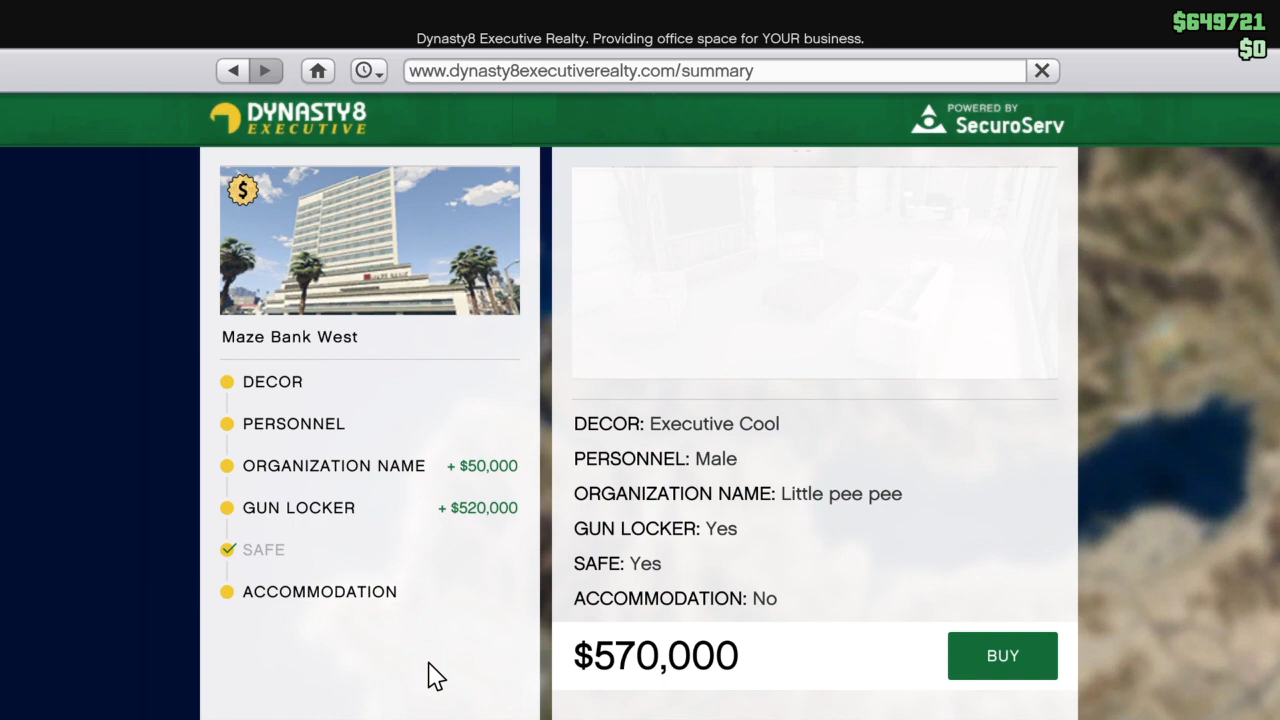 $649721
$0
Dynasty8 Executive Realty. Providing office space for YOUR business.
www.dynasty8executiverealty.com/summary
DYNASTY8
EXECUTIVE
POWERED BY
SecuroServ
$
MAZE BANK
Maze Bank West
DECOR
PERSONNEL
ORGANIZATION NAME + $50,000
GUN LOCKER + $520,000
SAFE
ACCOMMODATION
DECOR: Executive Cool
PERSONNEL: Male
ORGANIZATION NAME: Little pee pee
GUN LOCKER: Yes
SAFE: Yes
ACCOMMODATION: No
$570,000
BUY